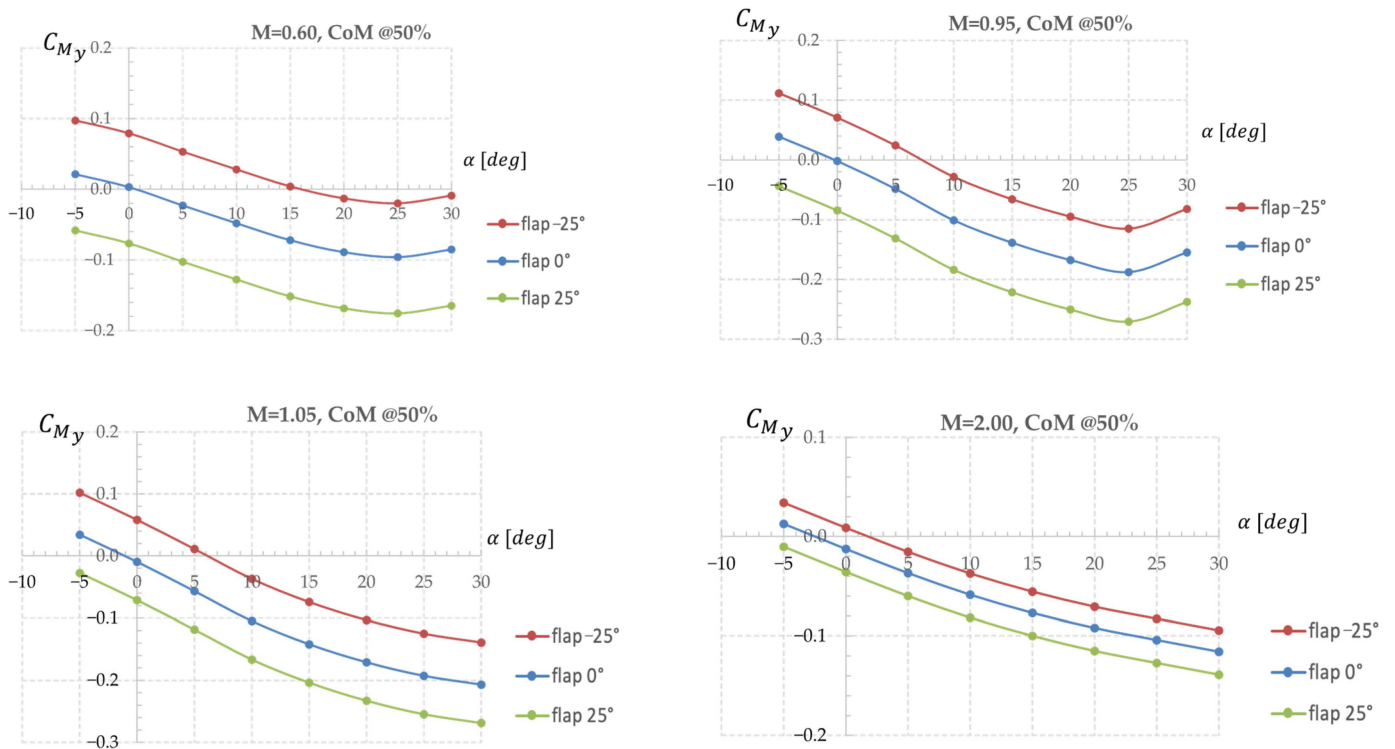 M=0.60, CoM @50%
C_My
0.2
0.1
0.0
−0.1
−0.2
−10 −5 0 5 10 15 20 25 30
α [deg]
flap −25°
flap 0°
flap 25°
M=0.95, CoM @50%
C_My
0.2
0.1
0.0
−0.1
−0.2
−0.3
−10 −5 0 5 10 15 20 25 30
α [deg]
flap −25°
flap 0°
flap 25°
M=1.05, CoM @50%
C_My
0.2
0.1
0.0
−0.1
−0.2
−0.3
−10 −5 0 5 10 15 20 25 30
α [deg]
flap −25°
flap 0°
flap 25°
M=2.00, CoM @50%
C_My
0.1
0.0
−0.1
−0.2
−10 −5 0 5 10 15 20 25 30
α [deg]
flap −25°
flap 0°
flap 25°